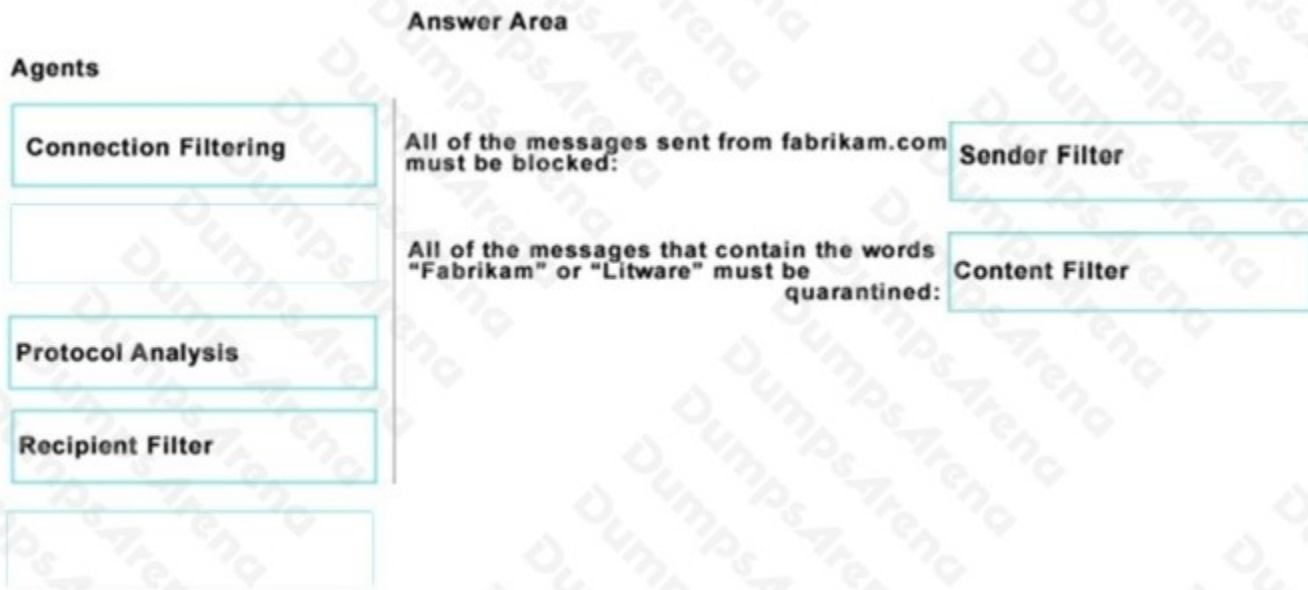 Answer Area
Agents
Connection Filtering
Protocol Analysis
Recipient Filter
All of the messages sent from fabrikam.com
must be blocked:
Sender Filter
All of the messages that contain the words
“Fabrikam” or “Litware” must be
quarantined:
Content Filter
DumpsArena